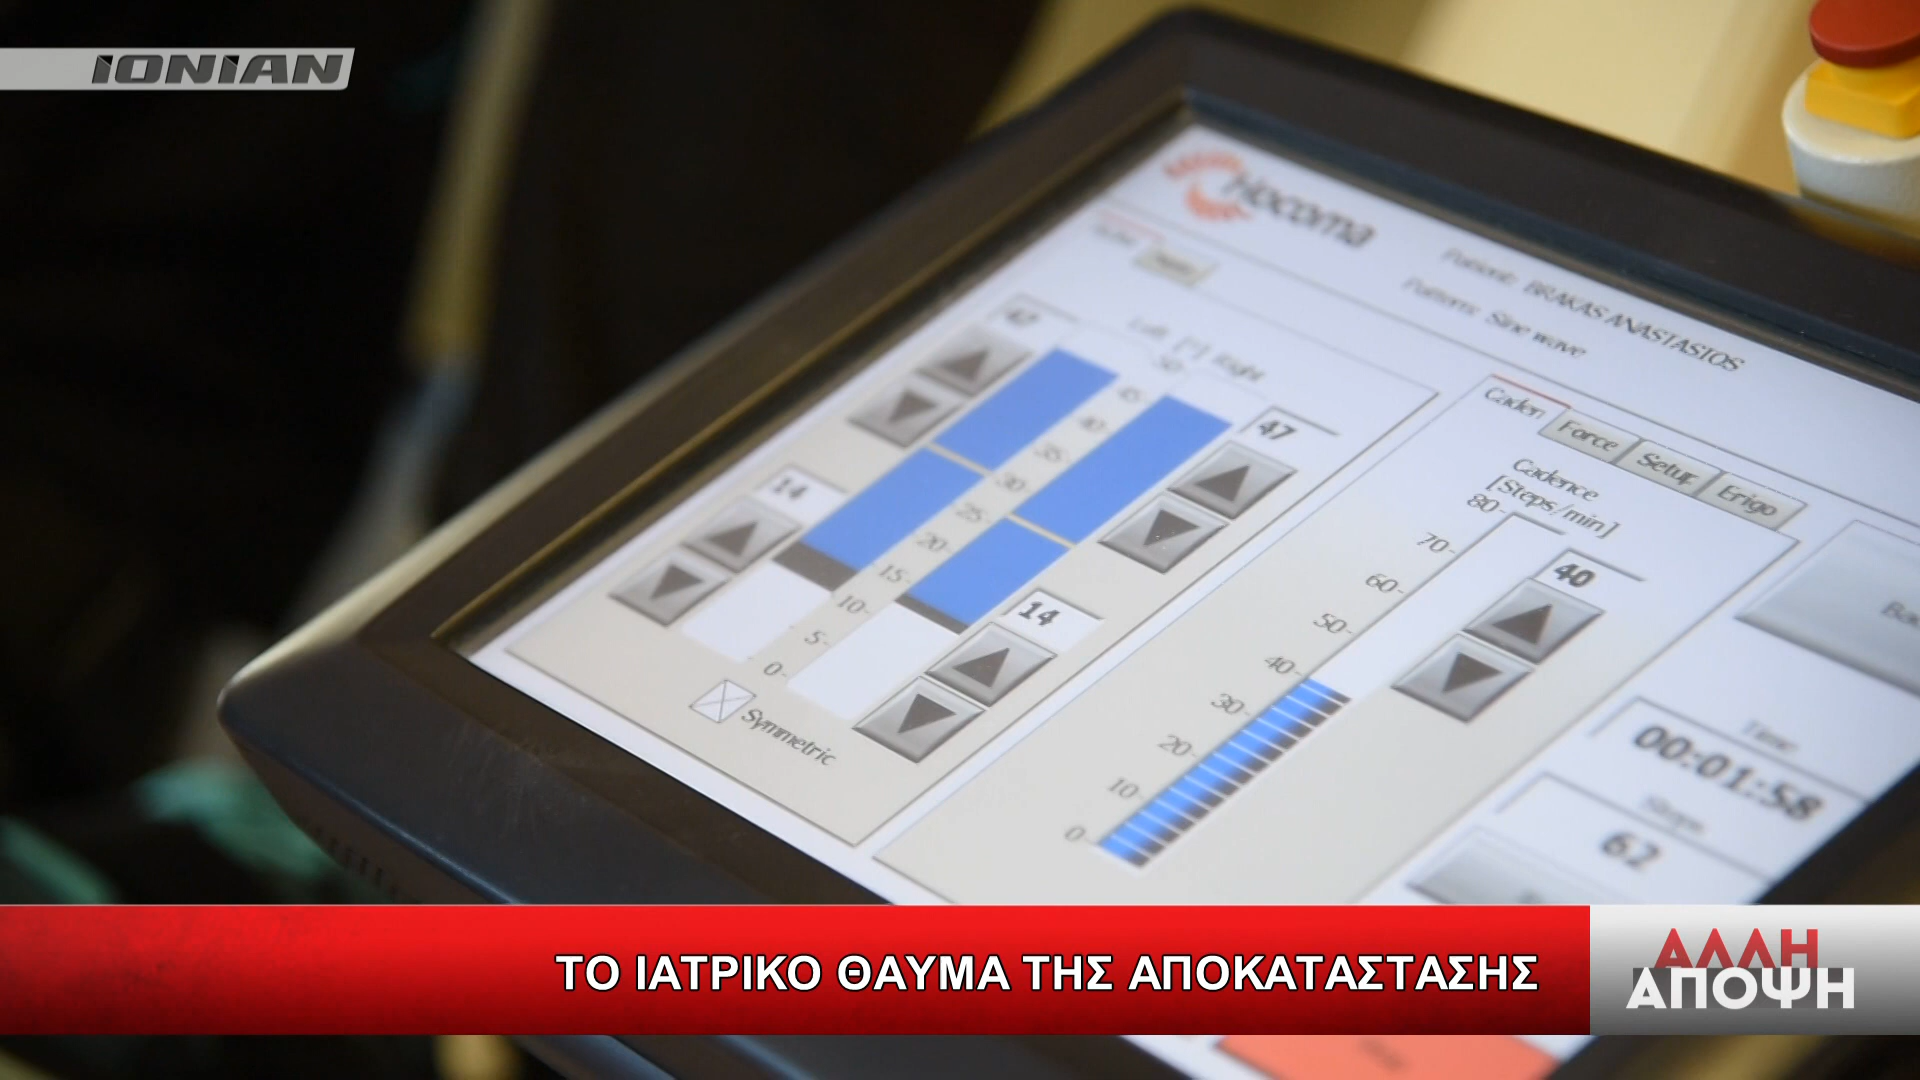 IONIAN
Hocoma
Patient: BRAKAS ANASTASIOS
Pattern: Sine wave
47
Left [°] Right
50
45
40
35
30
25
20
15
10
5
0
47
14
14
Symmetric
Caden
Force
Setup
Erigo
Cadence
[Steps/min]
80
70
60
50
40
30
20
10
0
40
Time
00:01:58
Steps
62
ΤΟ ΙΑΤΡΙΚΟ ΘΑΥΜΑ ΤΗΣ ΑΠΟΚΑΤΑΣΤΑΣΗΣ
ΑΛΛΗ
ΑΠΟΨΗ